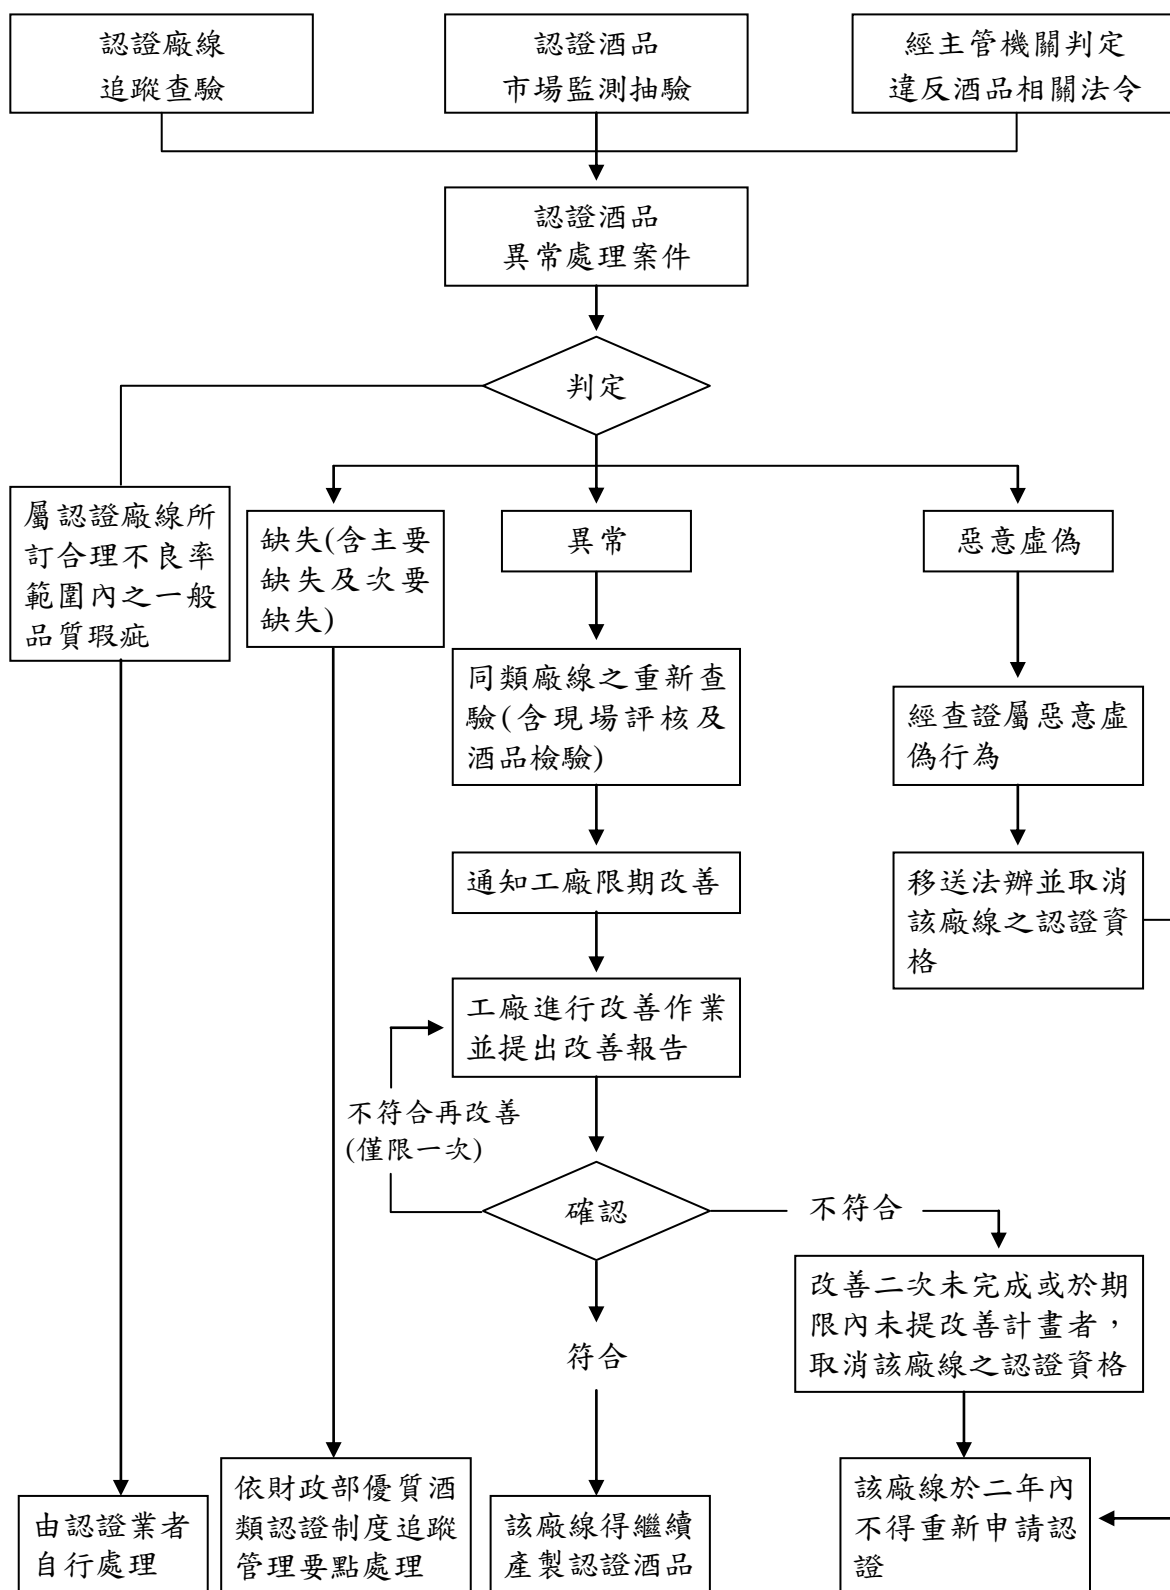 認證廠線
追蹤查驗
認證酒品
市場監測抽驗
經主管機關判定
違反酒品相關法令
認證酒品
異常處理案件
判定
屬認證廠線所
訂合理不良率
範圍內之一般
品質瑕疵
缺失(含主要
缺失及次要
缺失)
異常
惡意虛偽
同類廠線之重新查
驗(含現場評核及
酒品檢驗)
經查證屬惡意虛
偽行為
通知工廠限期改善
移送法辦並取消
該廠線之認證資
格
工廠進行改善作業
並提出改善報告
不符合再改善
(僅限一次)
確認
不符合
改善二次未完成或於期
限內未提改善計畫者，
取消該廠線之認證資格
符合
由認證業者
自行處理
依財政部優質酒
類認證制度追蹤
管理要點處理
該廠線得繼續
產製認證酒品
該廠線於二年內
不得重新申請認
證